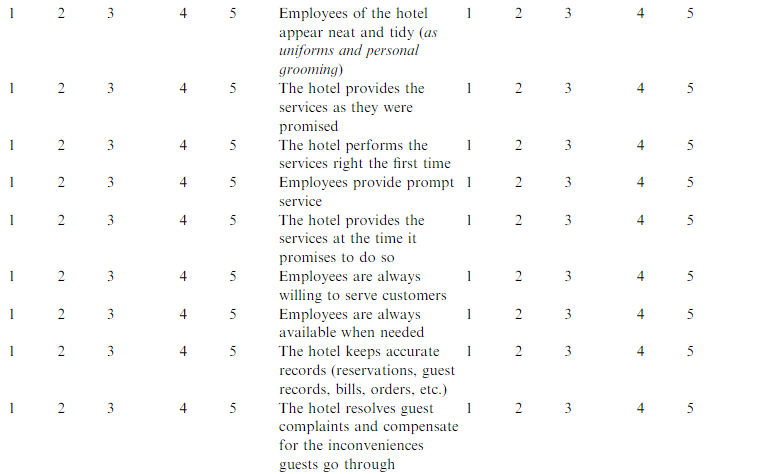 1 2 3 4 5 Employees of the hotel 1 2 3 4 5
appear neat and tidy (as
uniforms and personal
grooming)
1 2 3 4 5 The hotel provides the 1 2 3 4 5
services as they were
promised
1 2 3 4 5 The hotel performs the 1 2 3 4 5
services right the first time
1 2 3 4 5 Employees provide prompt 1 2 3 4 5
service
1 2 3 4 5 The hotel provides the 1 2 3 4 5
services at the time it
promises to do so
1 2 3 4 5 Employees are always 1 2 3 4 5
willing to serve customers
1 2 3 4 5 Employees are always 1 2 3 4 5
available when needed
1 2 3 4 5 The hotel keeps accurate 1 2 3 4 5
records (reservations, guest
records, bills, orders, etc.)
1 2 3 4 5 The hotel resolves guest 1 2 3 4 5
complaints and compensate
for the inconveniences
guests go through